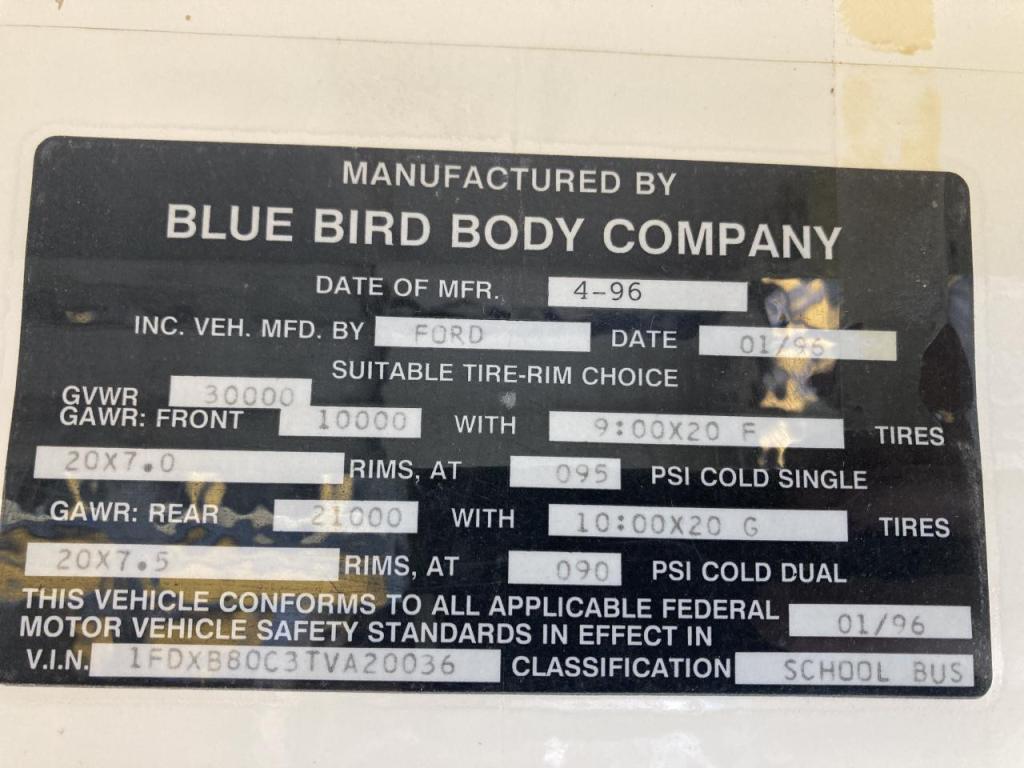 MANUFACTURED BY
BLUE BIRD BODY COMPANY
DATE OF MFR. 4-96
INC. VEH. MFD. BY FORD DATE 01/96
SUITABLE TIRE-RIM CHOICE
GVWR 30000
GAWR: FRONT 10000 WITH 9:00X20 F TIRES
20X7.0 RIMS, AT 095 PSI COLD SINGLE
GAWR: REAR 21000 WITH 10:00X20 G TIRES
20X7.5 RIMS, AT 090 PSI COLD DUAL
THIS VEHICLE CONFORMS TO ALL APPLICABLE FEDERAL
MOTOR VEHICLE SAFETY STANDARDS IN EFFECT IN 01/96
V.I.N. 1FDXB80C3TVA20036 CLASSIFICATION SCHOOL BUS